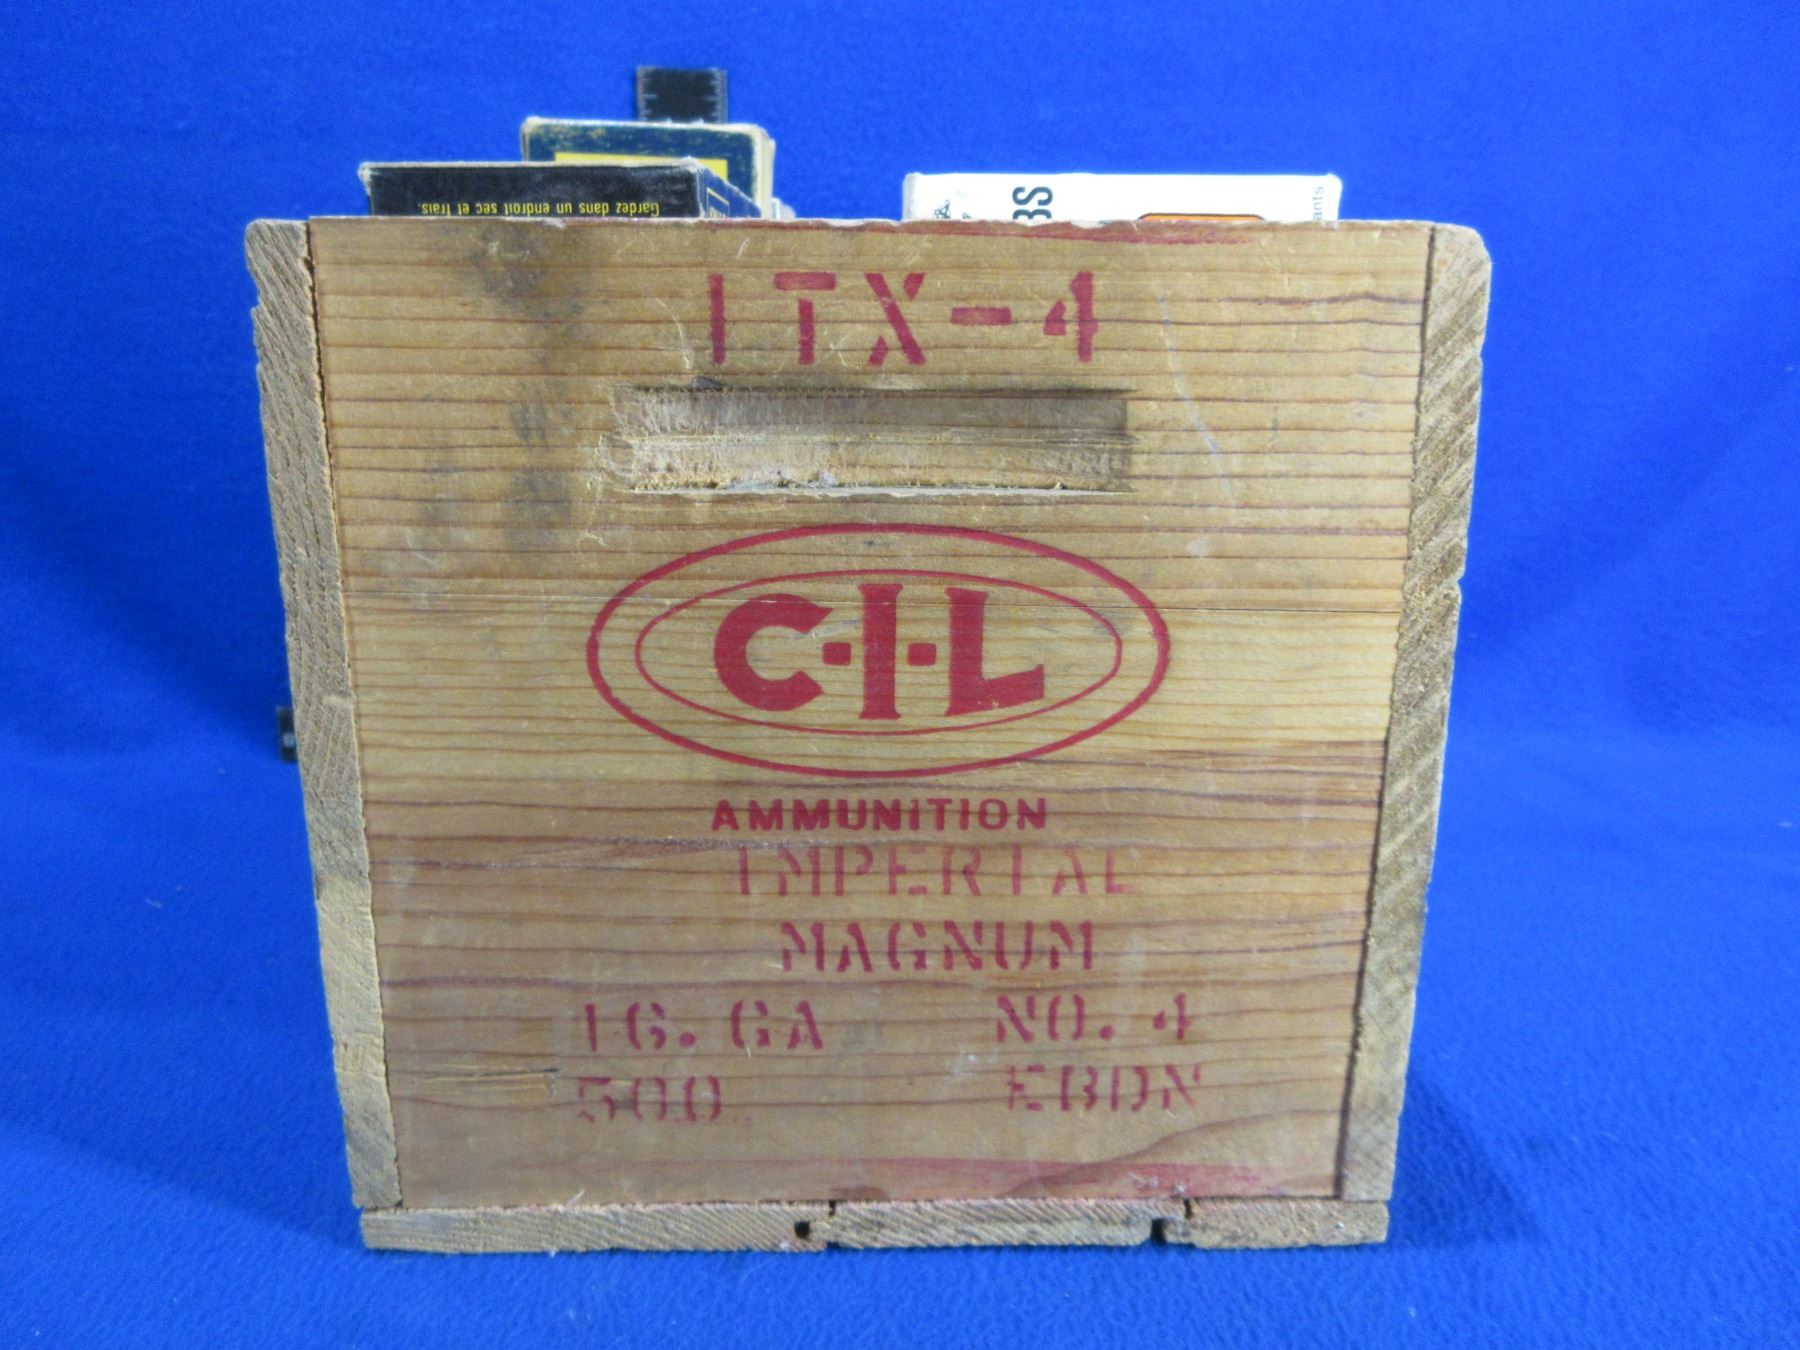 Gardez dans un endroit sec et frais.
BS
ants
ITX-4
C-I-L
AMMUNITION
IMPERIAL
MAGNUM
16. GA NO. 4
500 EBDN